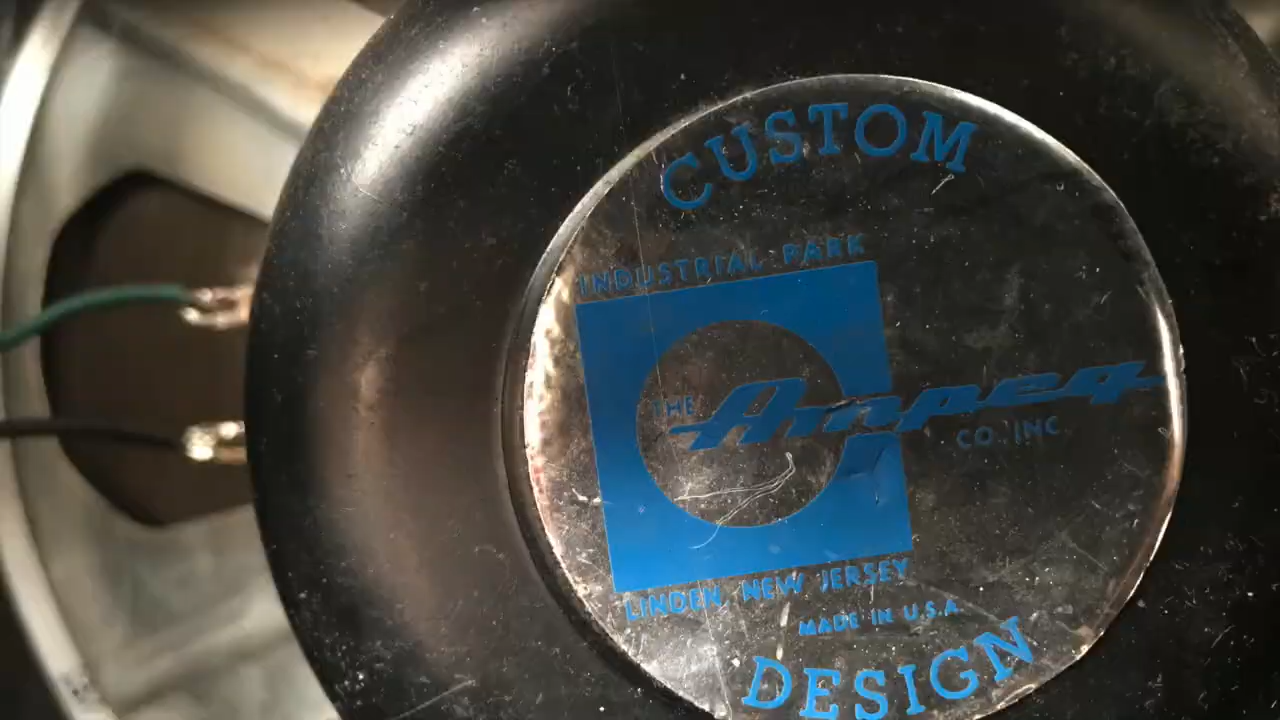 CUSTOM
INDUSTRIAL PARK
THE Ampeg
CO. INC.
LINDEN, NEW JERSEY
MADE IN U.S.A.
DESIGN